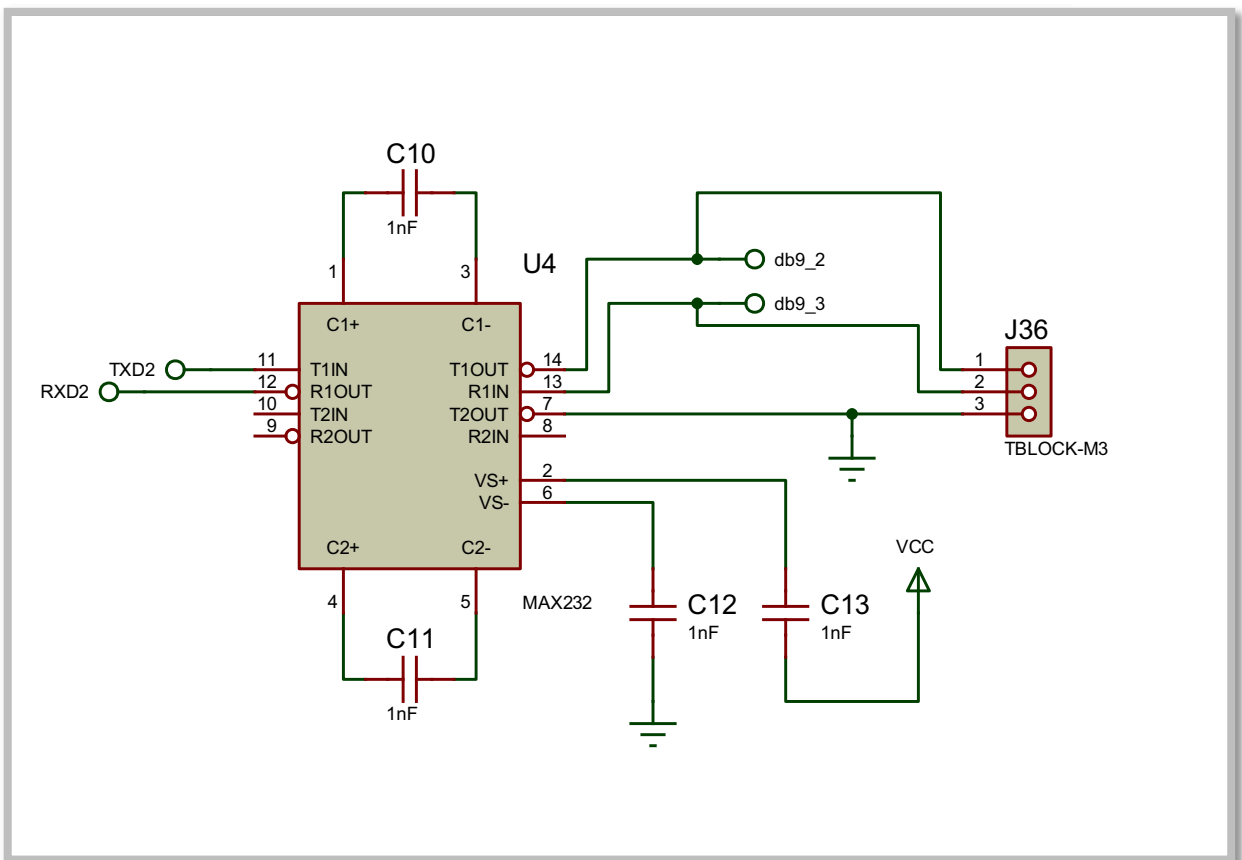 C10
1nF
U4
1
3
C1+
C1-
db9_2
db9_3
J36
TXD2
11
T1IN
T1OUT
14
1
RXD2
12
R1OUT
R1IN
13
2
10
T2IN
T2OUT
7
3
9
R2OUT
R2IN
8
TBLOCK-M3
VS+
2
VS-
6
C2+
C2-
VCC
4
5
MAX232
C12
1nF
C13
1nF
C11
1nF